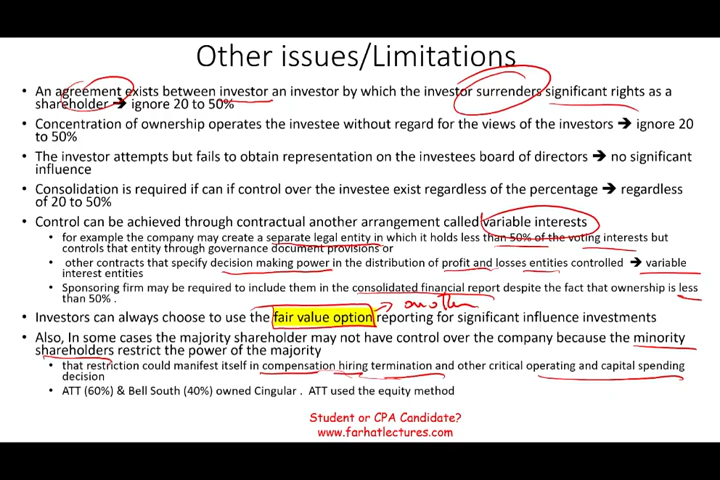 Other issues/Limitations
• An agreement exists between investor an investor by which the investor surrenders significant rights as a
shareholder → ignore 20 to 50%
• Concentration of ownership operates the investee without regard for the views of the investors → ignore 20
to 50%
• The investor attempts but fails to obtain representation on the investees board of directors → no significant
influence
• Consolidation is required if can if control over the investee exist regardless of the percentage → regardless
of 20 to 50%
• Control can be achieved through contractual another arrangement called variable interests
• for example the company may create a separate legal entity in which it holds less than 50% of the voting interests but
controls that entity through governance document provisions or
• other contracts that specify decision making power in the distribution of profit and losses entities controlled → variable
interest entities
• Sponsoring firm may be required to include them in the consolidated financial report despite the fact that ownership is less
than 50% .
→ another
• Investors can always choose to use the fair value option reporting for significant influence investments
• Also, In some cases the majority shareholder may not have control over the company because the minority
shareholders restrict the power of the majority
• that restriction could manifest itself in compensation hiring termination and other critical operating and capital spending
decision
• ATT (60%) & Bell South (40%) owned Cingular . ATT used the equity method
Student or CPA Candidate?
www.farhatlectures.com